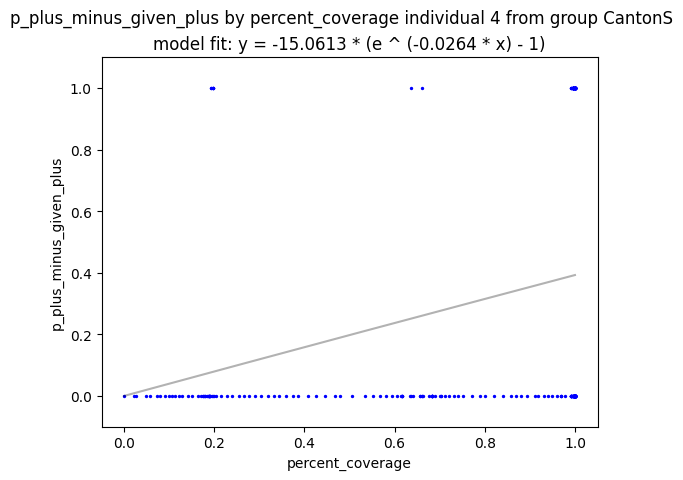 p_plus_minus_given_plus by percent_coverage individual 4 from group CantonS
model fit: y = -15.0613 * (e ^ (-0.0264 * x) - 1)
1.0
0.8
0.6
0.4
0.2
0.0
p_plus_minus_given_plus
0.0 0.2 0.4 0.6 0.8 1.0
percent_coverage